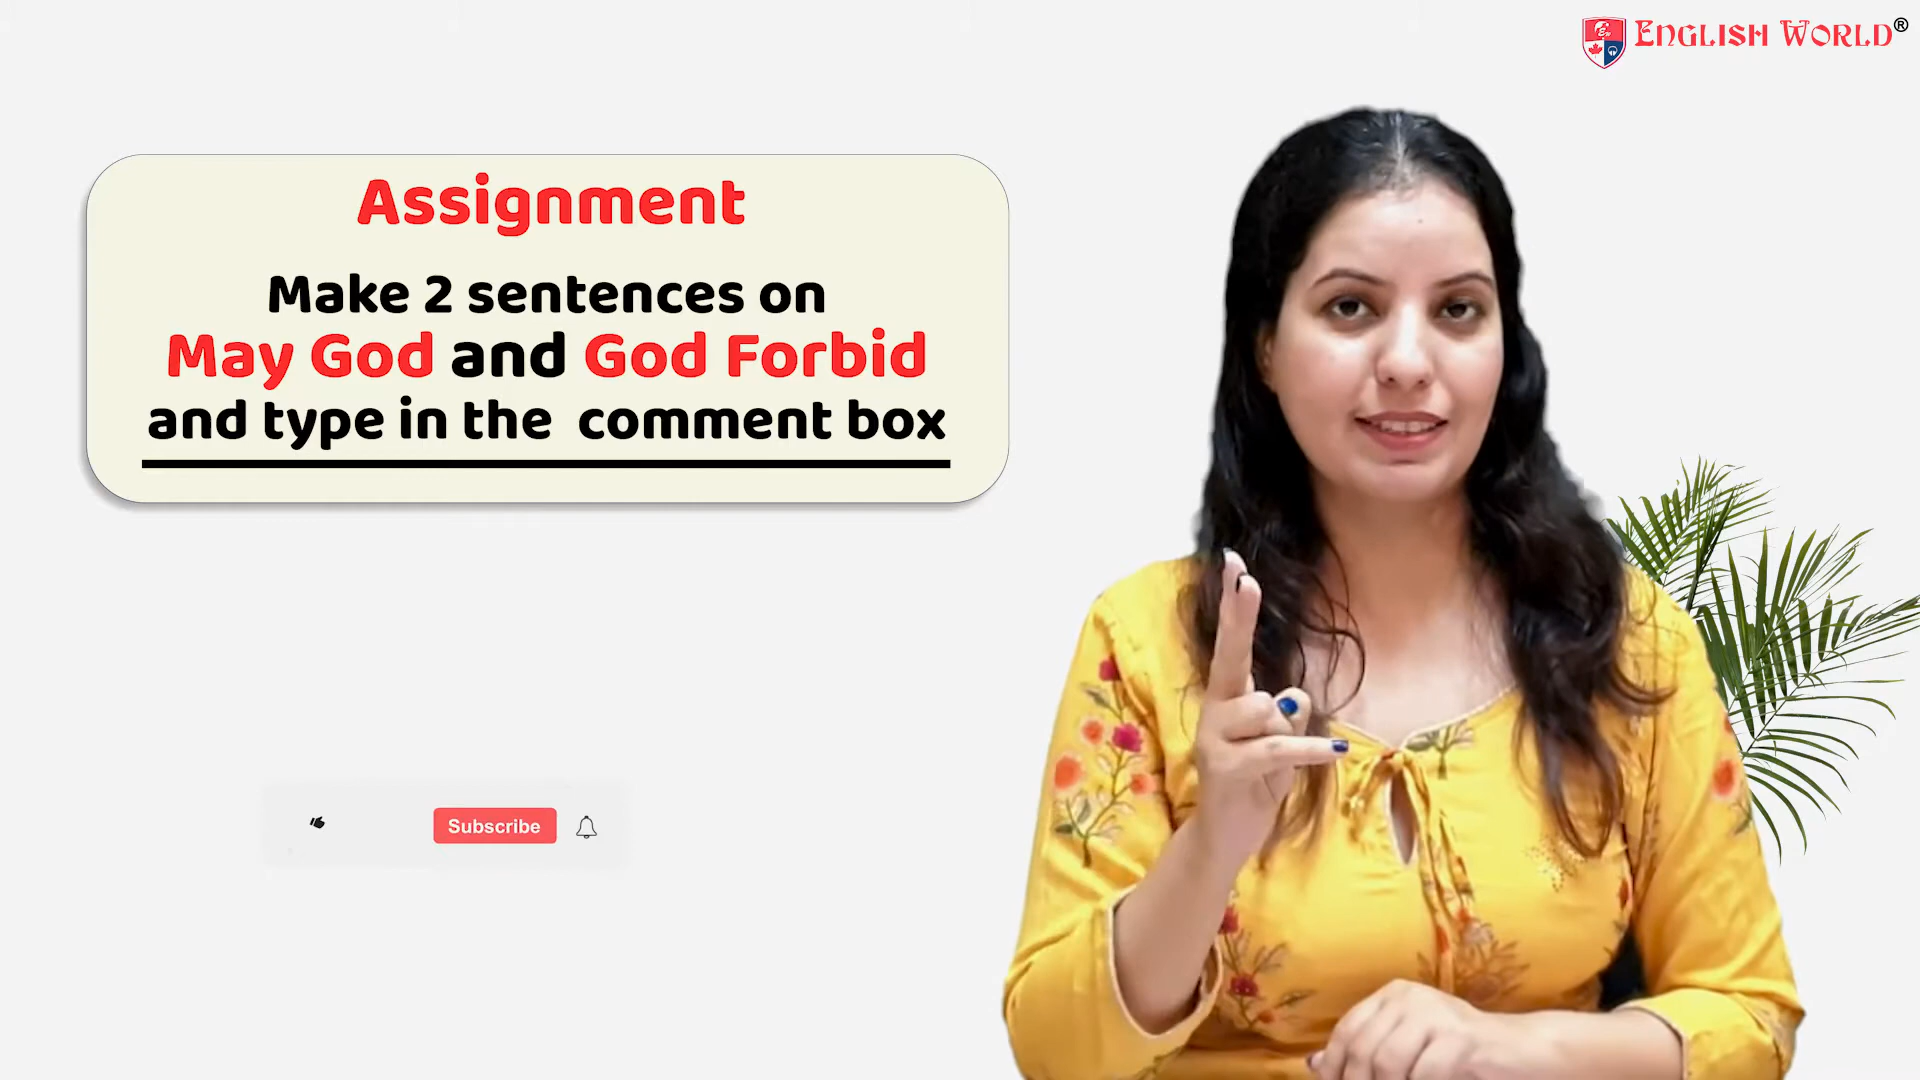 English World®
Assignment
Make 2 sentences on
May God and God Forbid
and type in the comment box
Subscribe